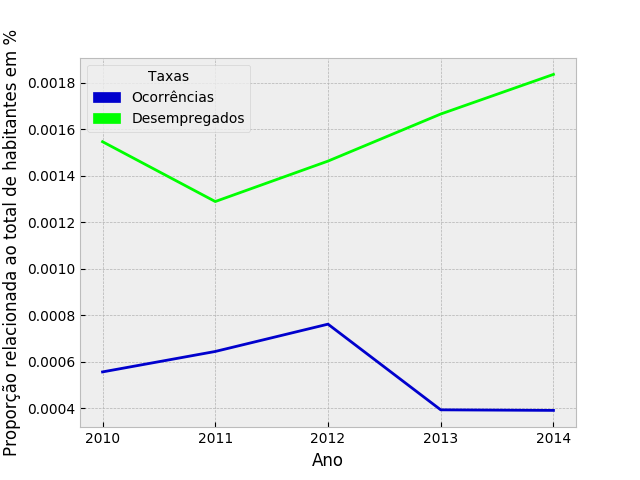 Proporção relacionada ao total de habitantes em %
Taxas
Ocorrências
Desempregados
0.0018
0.0016
0.0014
0.0012
0.0010
0.0008
0.0006
0.0004
2010 2011 2012 2013 2014
Ano